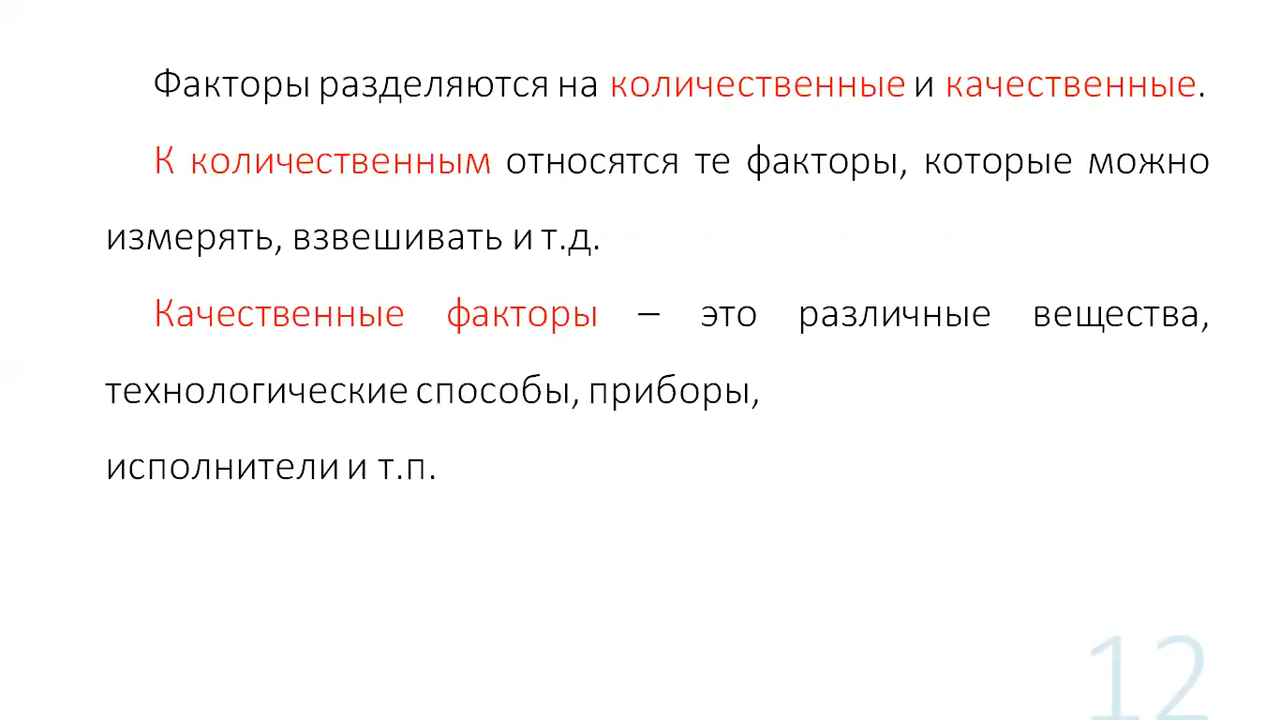 Факторы разделяются на количественные и качественные.
К количественным относятся те факторы, которые можно
измерять, взвешивать и т.д.
Качественные факторы – это различные вещества,
технологические способы, приборы,
исполнители и т.п.
12